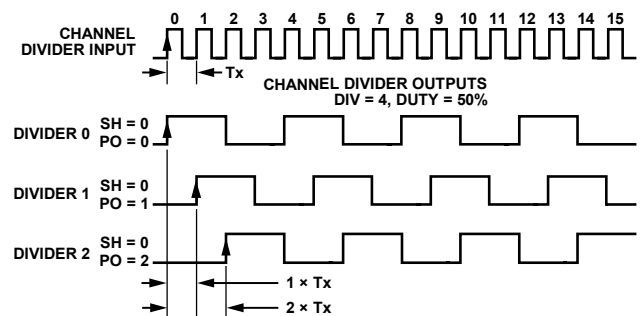 0 1 2 3 4 5 6 7 8 9 10 11 12 13 14 15
CHANNEL
DIVIDER INPUT
Tx
CHANNEL DIVIDER OUTPUTS
DIV = 4, DUTY = 50%
DIVIDER 0
SH = 0
PO = 0
DIVIDER 1
SH = 0
PO = 1
DIVIDER 2
SH = 0
PO = 2
1 × Tx
2 × Tx